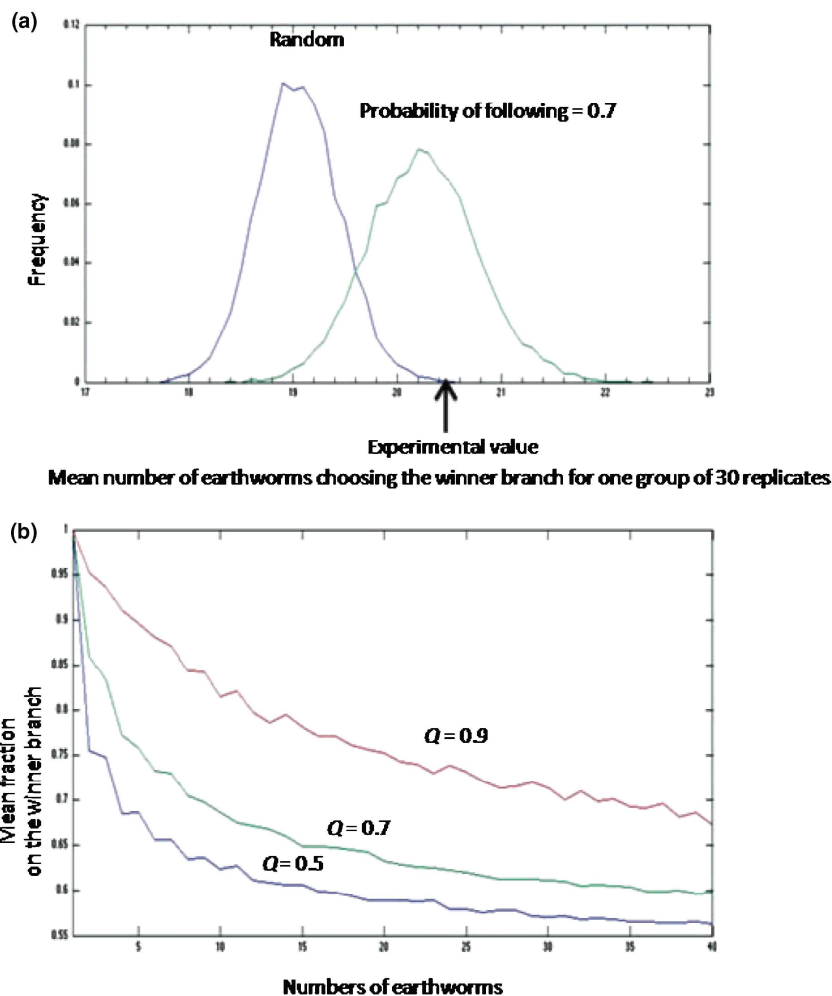 (a)
Random
Probability of following = 0.7
Frequency
0.12
0.1
0.08
0.06
0.04
0.02
0
17 18 19 20 21 22 23
Experimental value
Mean number of earthworms choosing the winner branch for one group of 30 replicates
(b)
Mean fraction
on the winner branch
1
0.95
0.9
0.85
0.8
0.75
0.7
0.65
0.6
0.55
Q = 0.9
Q = 0.7
Q = 0.5
5 10 15 20 25 30 35 40
Numbers of earthworms